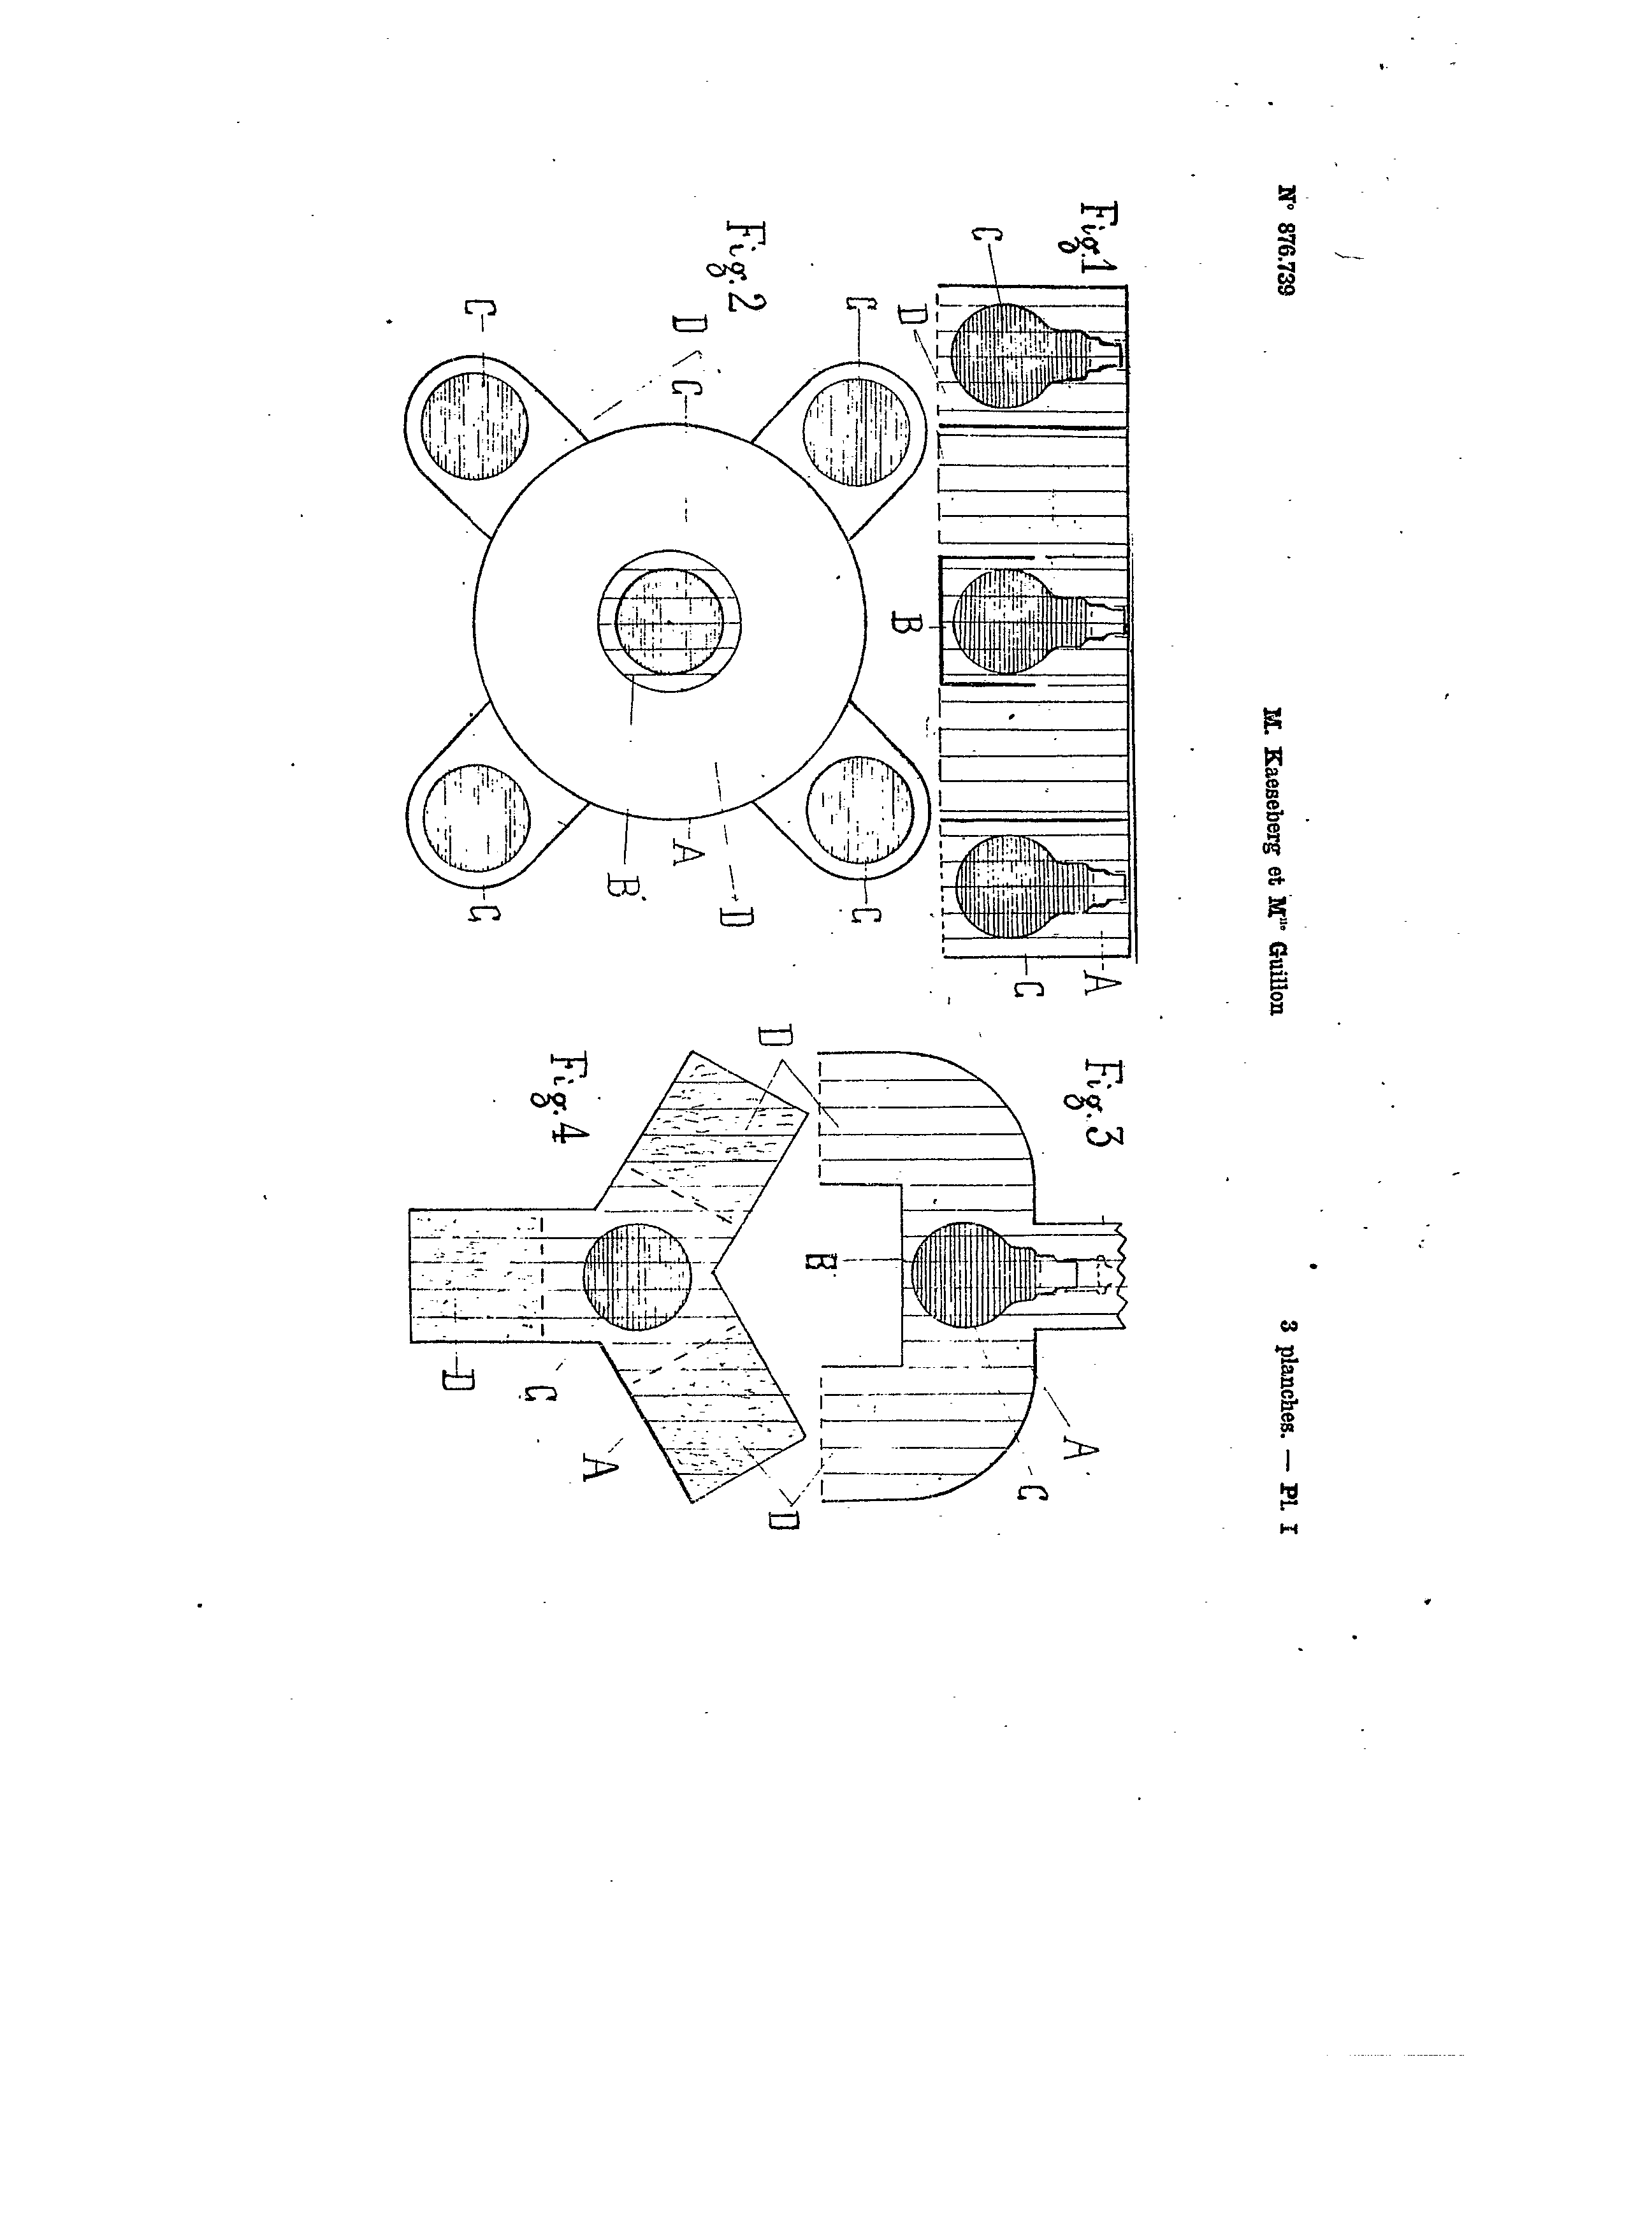 N° 876.739
M. Kaeseberg et Mlle Guillon
3 planches. — Pl. I
Fig.1
C
D
B
A
C
Fig.2
C
C
D
C
A
B
D
C
C
Fig.3
D
B
A
C
Fig.4
D
C
A
D